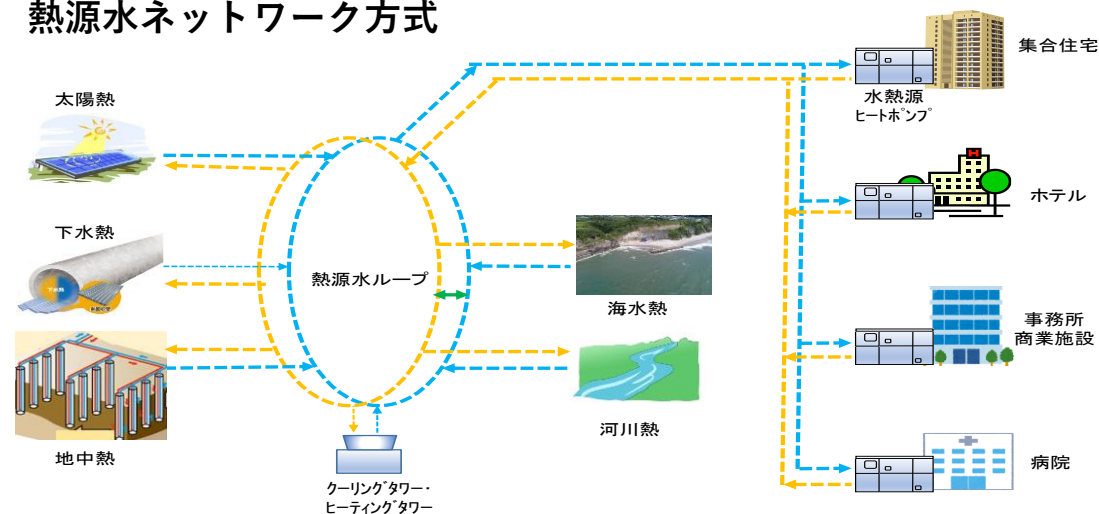 熱源水ネットワーク方式
集合住宅
太陽熱
水熱源
ヒートポンプ
H
ホテル
下水熱
下水熱
熱源水ループ
海水熱
事務所
商業施設
河川熱
地中熱
病院
クーリングタワー・
ヒーティングタワー